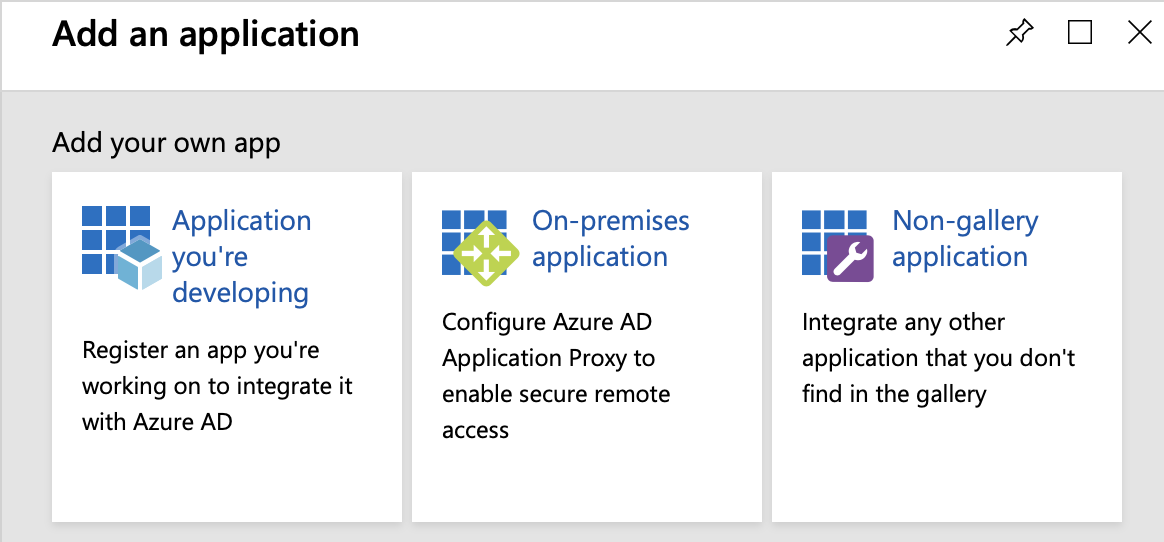 Add an application
Add your own app
Application
you're
developing
Register an app you're
working on to integrate it
with Azure AD
On-premises
application
Configure Azure AD
Application Proxy to
enable secure remote
access
Non-gallery
application
Integrate any other
application that you don't
find in the gallery